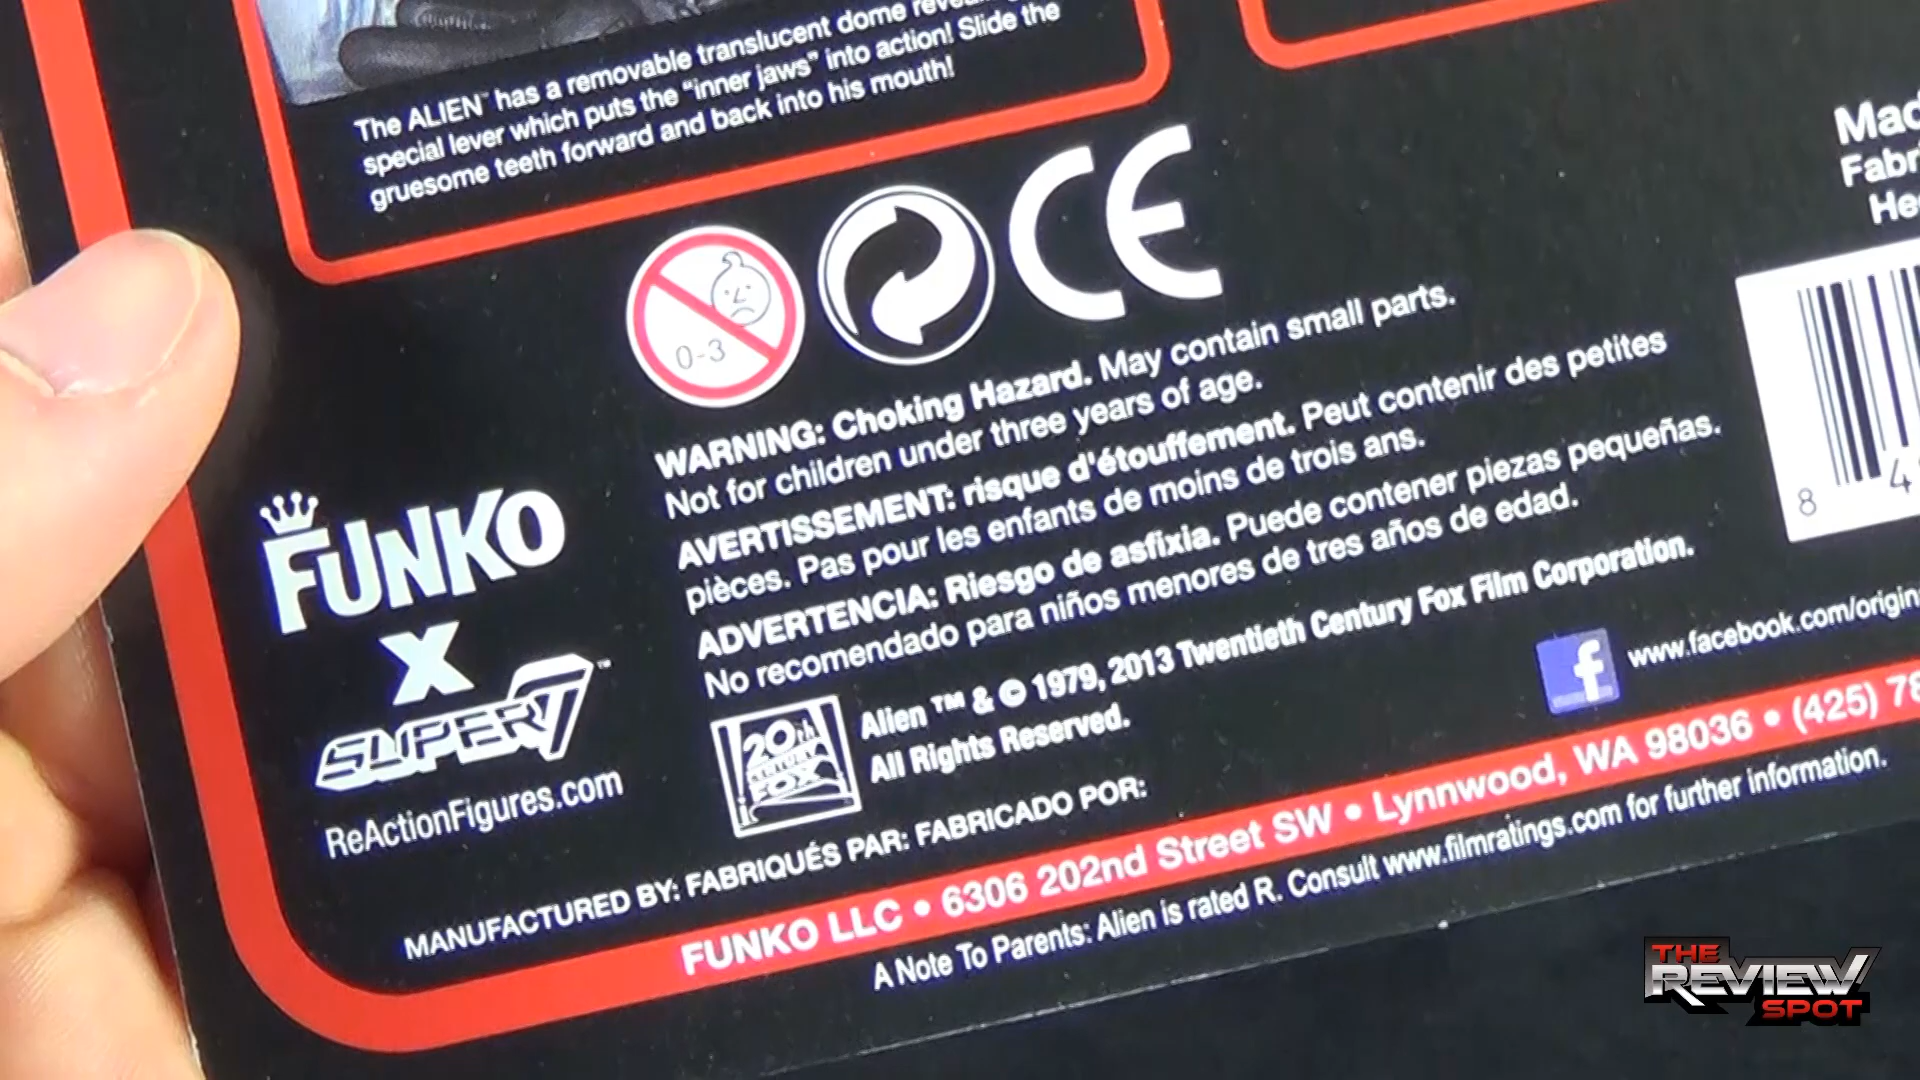 The ALIEN™ has a removable translucent dome
special lever which puts the "inner jaws" into action! Slide the
gruesome teeth forward and back into his mouth!
0-3
CE
WARNING: Choking Hazard. May contain small parts.
Not for children under three years of age.
AVERTISSEMENT: risque d'étouffement. Peut contenir des petites
pièces. Pas pour les enfants de moins de trois ans.
ADVERTENCIA: Riesgo de asfixia. Puede contener piezas pequeñas.
No recomendado para niños menores de tres años de edad.
FUNKO
X
SUPER7™
ReActionFigures.com
20th
CENTURY
FOX
Alien ™ & © 1979, 2013 Twentieth Century Fox Film Corporation.
All Rights Reserved.
8 4
www.facebook.com/origin
MANUFACTURED BY: FABRIQUÉS PAR: FABRICADO POR:
FUNKO LLC • 6306 202nd Street SW • Lynnwood, WA 98036 • (425) 78
A Note To Parents: Alien is rated R. Consult www.filmratings.com for further information.
THE
REVIEW
SPOT